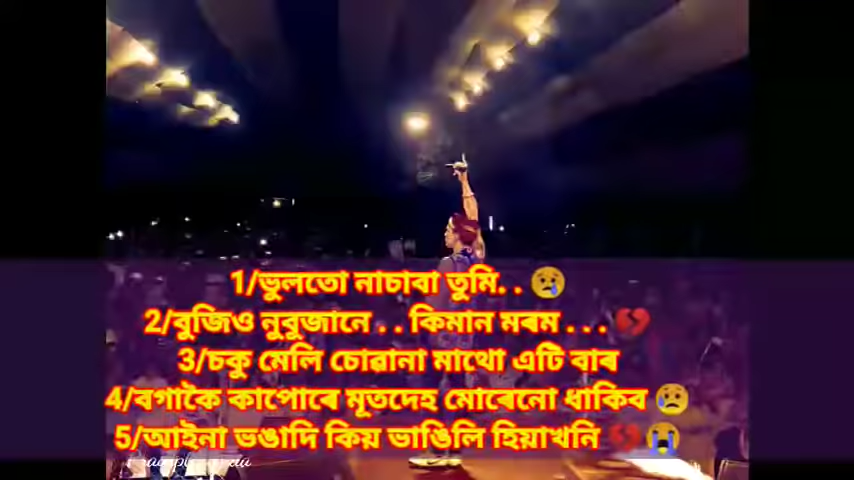 1/ভুলতো নাচাবা তুমি. . 😢
2/বুজিও নুবুজানে . . কিমান মৰম . . . 💔
3/চকু মেলি চোৱানা মাথো এটি বাৰ
4/বগাকৈ কাপোৰে মৃতদেহ মোৰেনো ধাকিব 😢
5/আইনা ভঙাদি কিয় ভাঙিলি হিয়াখনি 💔😭